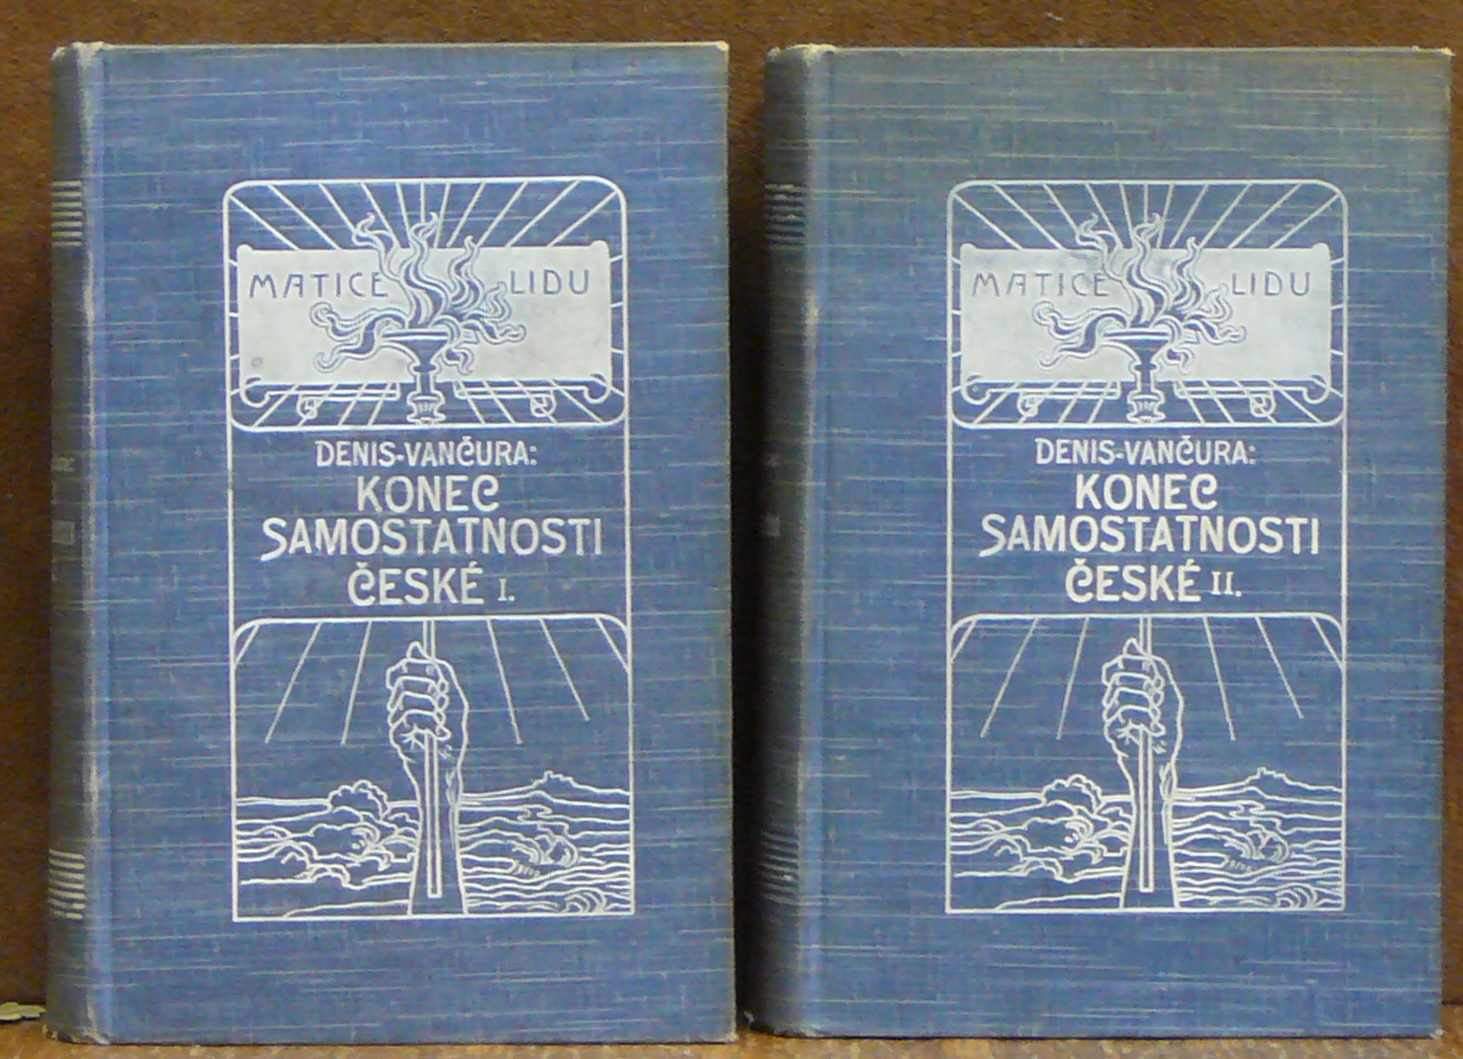 MATICE LIDU
DENIS-VANČURA:
KONEC
SAMOSTATNOSTI
ČESKÉ I.
MATICE LIDU
DENIS-VANČURA:
KONEC
SAMOSTATNOSTI
ČESKÉ II.